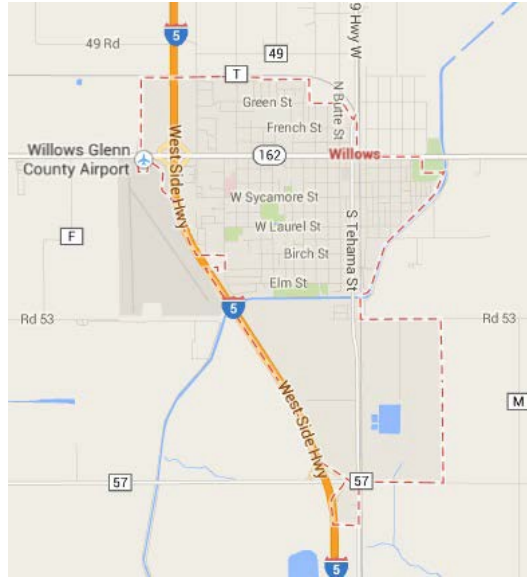 5
49 Rd
49
9 Hwy W
T
Green St
N Butte St
French St
West Side Hwy
Willows Glenn
County Airport
162
Willows
W Sycamore St
S Tehama St
W Laurel St
F
Birch St
Elm St
5
Rd 53
Rd 53
West Side Hwy
M
57
57
5